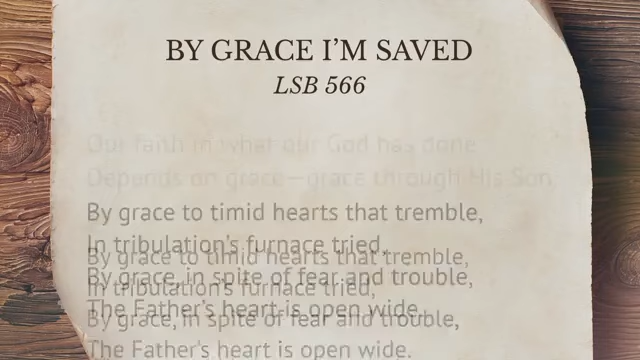 BY GRACE I'M SAVED
LSB 566
Our faith in what our God has done
Depends on grace—grace through His Son.
By grace to timid hearts that tremble,
In tribulation's furnace tried,
By grace to timid hearts that tremble,
By grace, in spite of fear and trouble,
In tribulation's furnace tried,
The Father's heart is open wide.
By grace, in spite of fear and trouble,
The Father's heart is open wide.